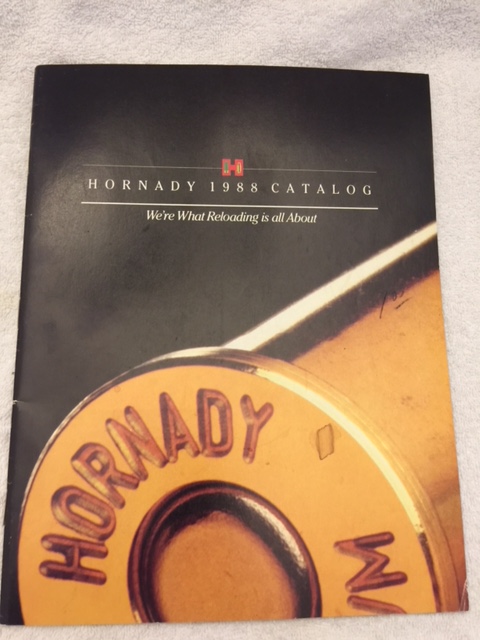 HORNADY 1988 CATALOG
We're What Reloading is all About
HORNADY